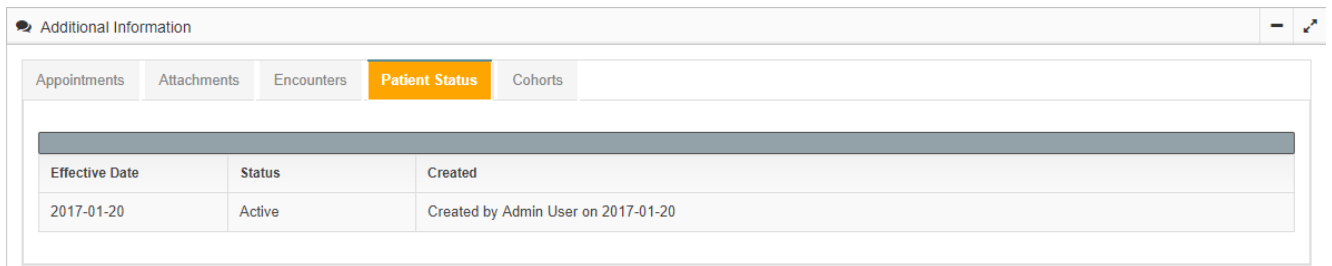 Additional Information
Appointments Attachments Encounters Patient Status Cohorts
Effective Date Status Created
2017-01-20 Active Created by Admin User on 2017-01-20